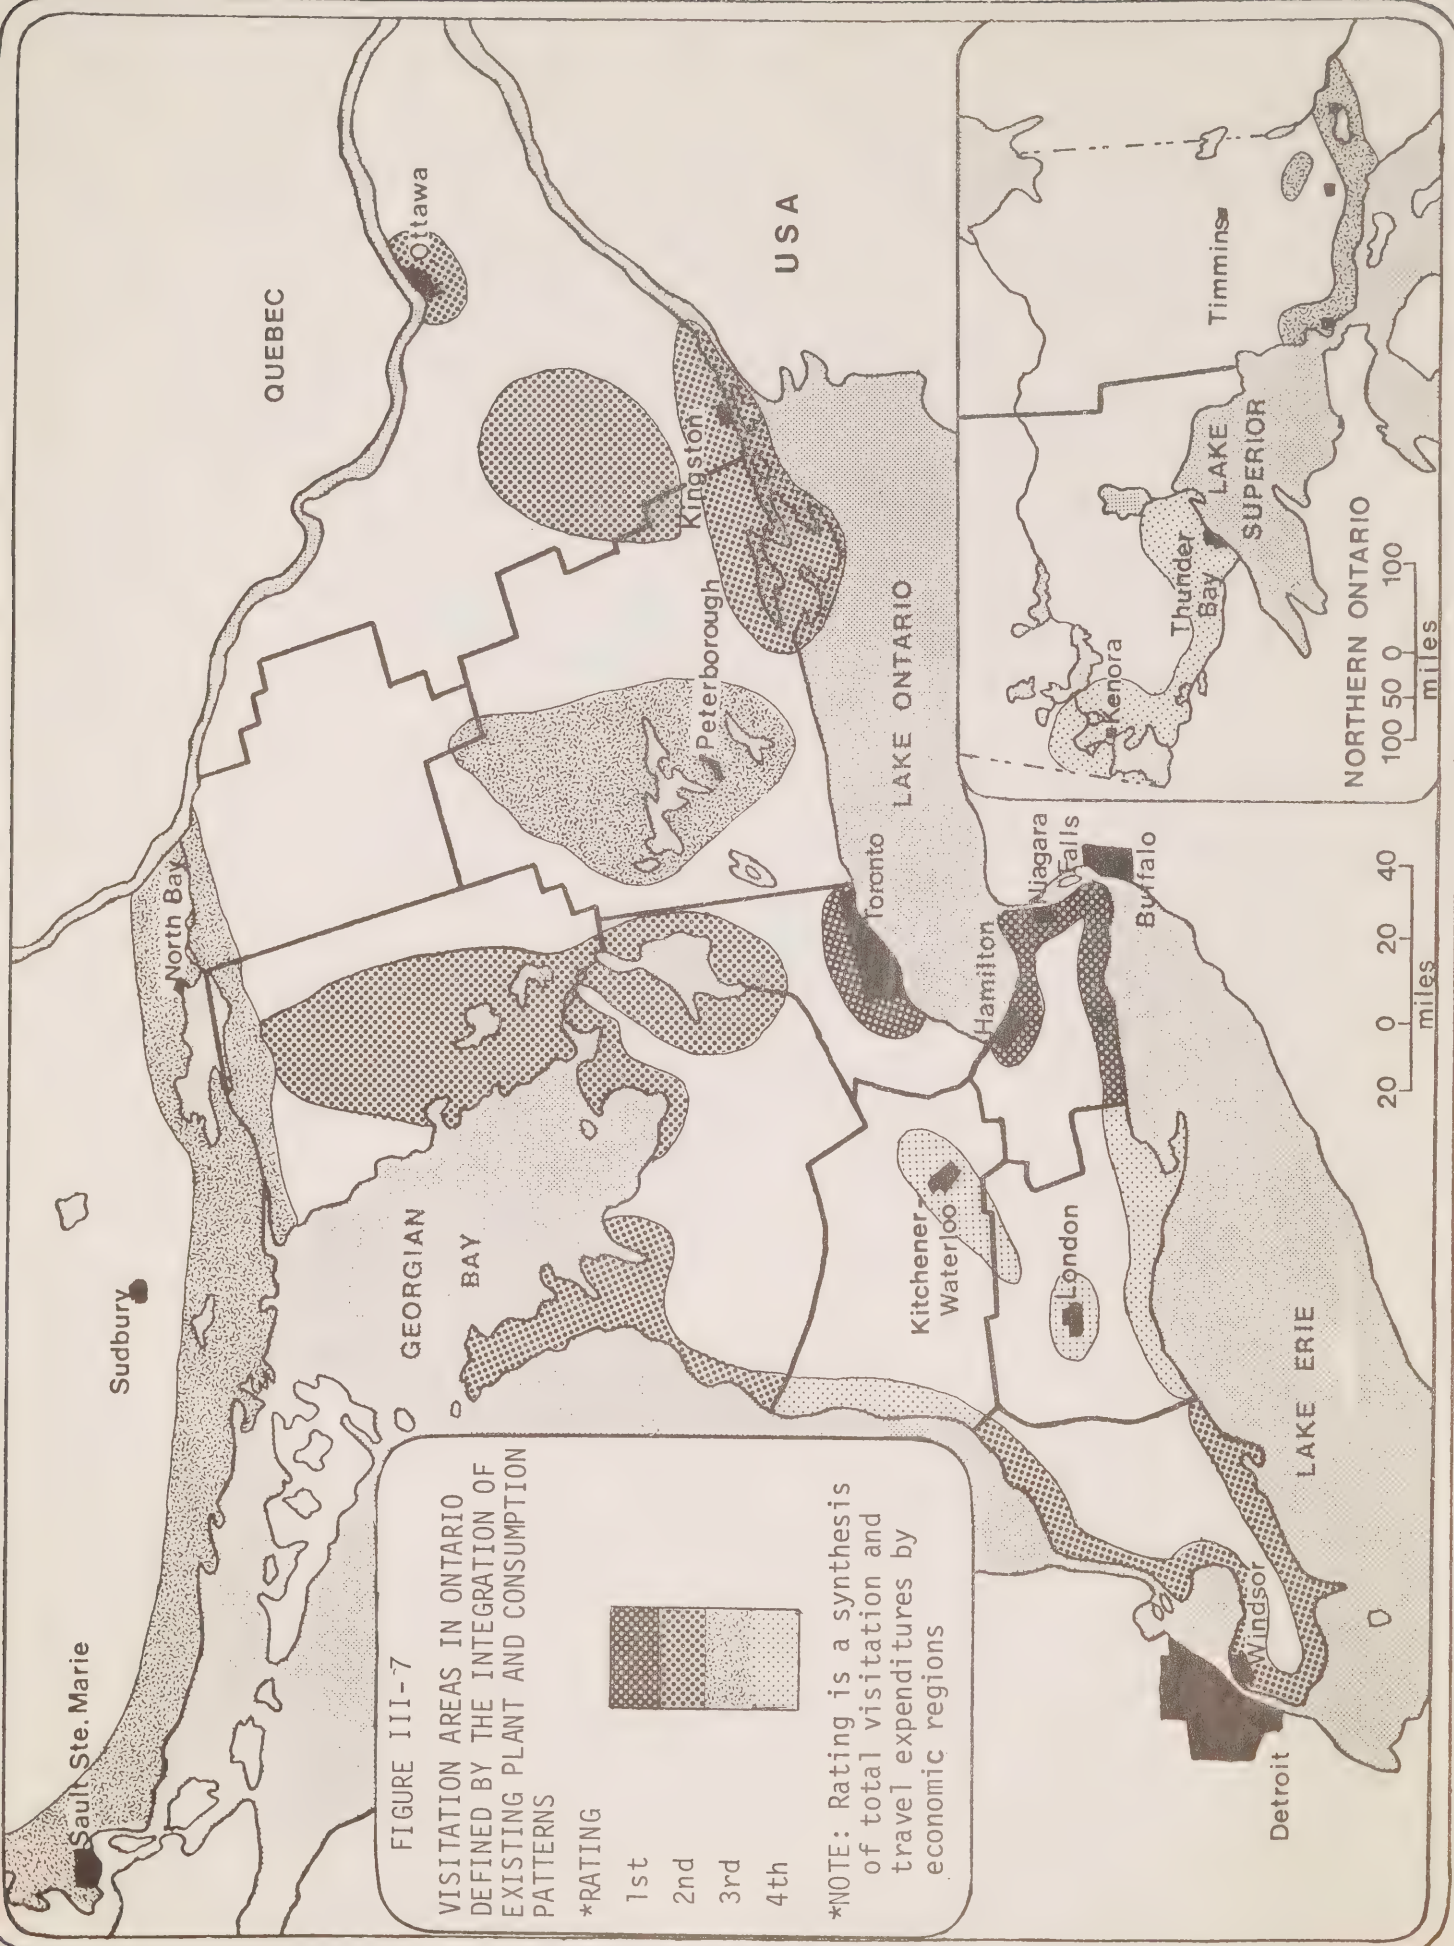 FIGURE III-7
VISITATION AREAS IN ONTARIO
DEFINED BY THE INTEGRATION OF
EXISTING PLANT AND CONSUMPTION
PATTERNS
*RATING
1st
2nd
3rd
4th
*NOTE: Rating is a synthesis
of total visitation and
travel expenditures by
economic regions
Sault Ste. Marie
Sudbury
North Bay
QUEBEC
Ottawa
GEORGIAN
BAY
Kingston
Peterborough
USA
LAKE ONTARIO
Toronto
Hamilton
Niagara
Falls
Buffalo
Kitchener-
Waterloo
London
LAKE ERIE
Windsor
Detroit
20 0 20 40
miles
Kenora
Thunder
Bay
LAKE
SUPERIOR
Timmins
NORTHERN ONTARIO
100 50 0 100
miles